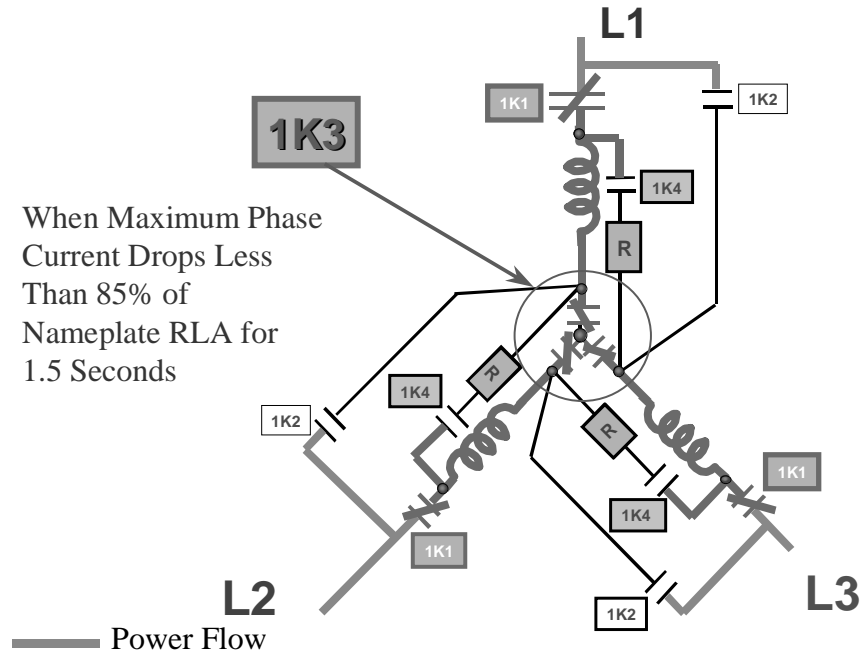 L1
1K1
1K2
1K3
1K4
When Maximum Phase
Current Drops Less
Than 85% of
Nameplate RLA for
1.5 Seconds
R
R
1K4
1K2
R
1K1
1K4
1K1
L2
1K2
L3
Power Flow